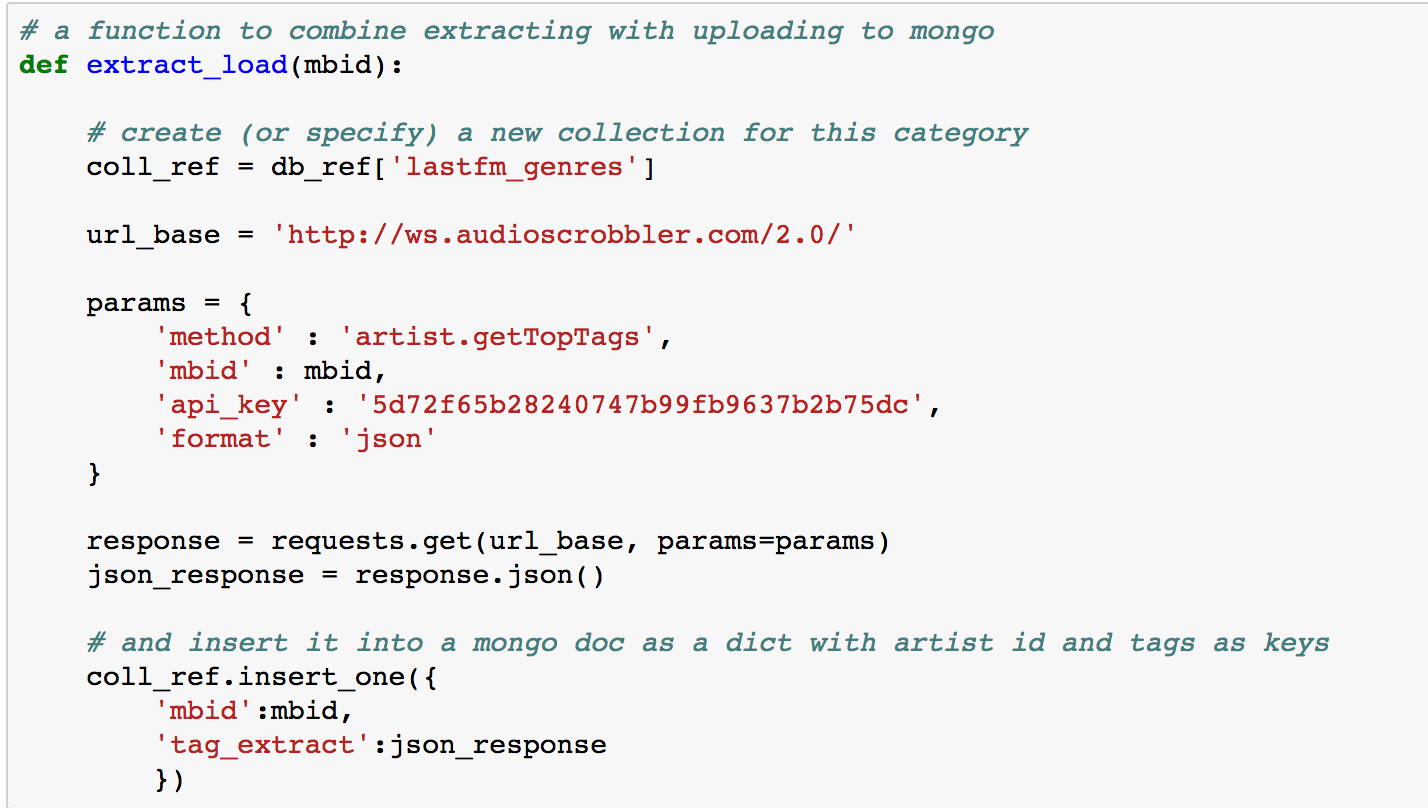 # a function to combine extracting with uploading to mongo
def extract_load(mbid):
# create (or specify) a new collection for this category
coll_ref = db_ref['lastfm_genres']
url_base = 'http://ws.audioscrobbler.com/2.0/'
params = {
'method' : 'artist.getTopTags',
'mbid' : mbid,
'api_key' : '5d72f65b28240747b99fb9637b2b75dc',
'format' : 'json'
}
response = requests.get(url_base, params=params)
json_response = response.json()
# and insert it into a mongo doc as a dict with artist id and tags as keys
coll_ref.insert_one({
'mbid':mbid,
'tag_extract':json_response
})